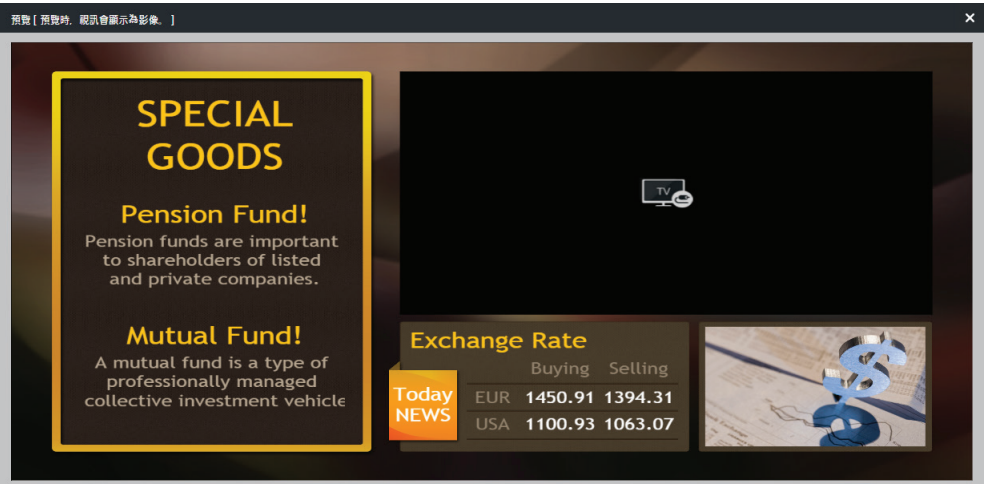 預覽 [ 預覽時, 視訊會顯示為影像。 ]
SPECIAL
GOODS
Pension Fund!
Pension funds are important
to shareholders of listed
and private companies.
Mutual Fund!
A mutual fund is a type of
professionally managed
collective investment vehicle
TV
Exchange Rate
Buying Selling
Today
NEWS
EUR 1450.91 1394.31
USA 1100.93 1063.07